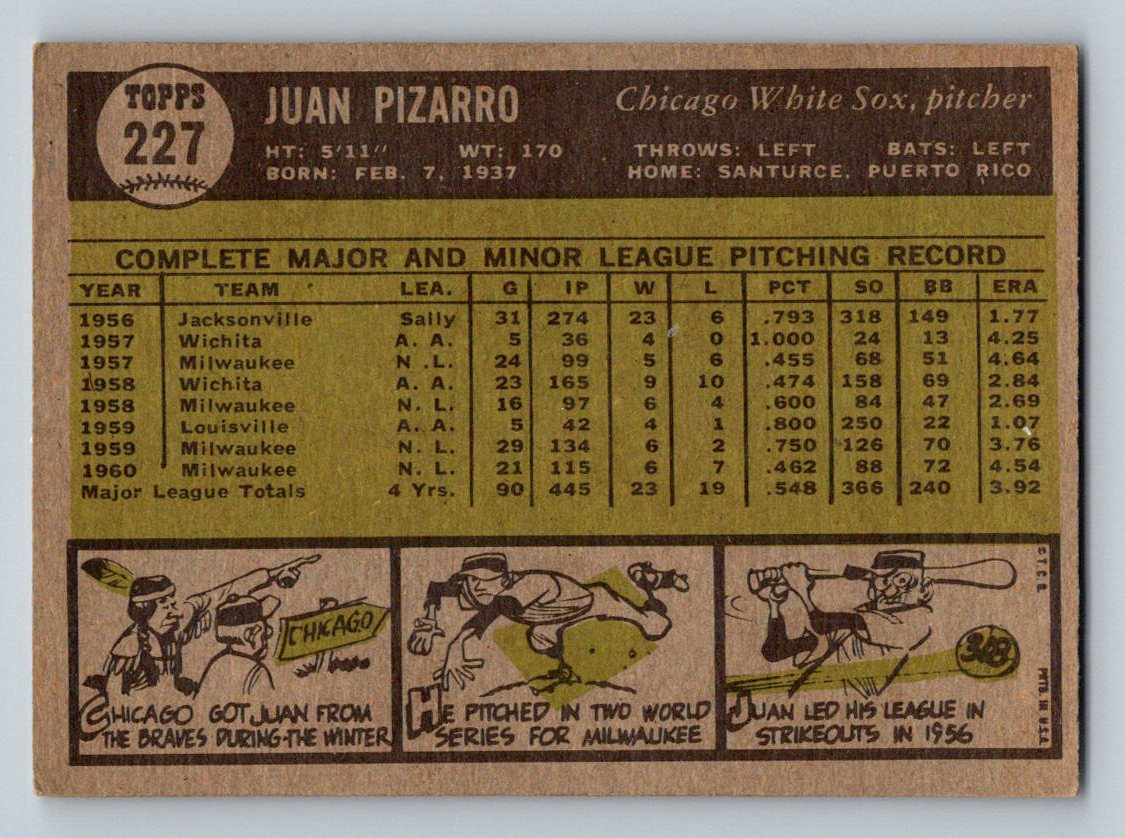 TOPPS
227
JUAN PIZARRO
Chicago White Sox, pitcher
HT: 5'11" WT: 170 THROWS: LEFT BATS: LEFT
BORN: FEB. 7, 1937 HOME: SANTURCE, PUERTO RICO
COMPLETE MAJOR AND MINOR LEAGUE PITCHING RECORD
YEAR TEAM LEA. G IP W L PCT SO BB ERA
1956 Jacksonville Sally 31 274 23 6 .793 318 149 1.77
1957 Wichita A. A. 5 36 4 0 1.000 24 13 4.25
1957 Milwaukee N .L. 24 99 5 6 .455 68 51 4.64
1958 Wichita A. A. 23 165 9 10 .474 158 69 2.84
1958 Milwaukee N. L. 16 97 6 4 .600 84 47 2.69
1959 Louisville A. A. 5 42 4 1 .800 250 22 1.07
1959 Milwaukee N. L. 29 134 6 2 .750 126 70 3.76
1960 Milwaukee N. L. 21 115 6 7 .462 88 72 4.54
Major League Totals 4 Yrs. 90 445 23 19 .548 366 240 3.92
CHICAGO
CHICAGO GOT JUAN FROM
THE BRAVES DURING THE WINTER
HE PITCHED IN TWO WORLD
SERIES FOR MILWAUKEE
318
JUAN LED HIS LEAGUE IN
STRIKEOUTS IN 1956
© T.C.G.
PRTD. IN U.S.A.